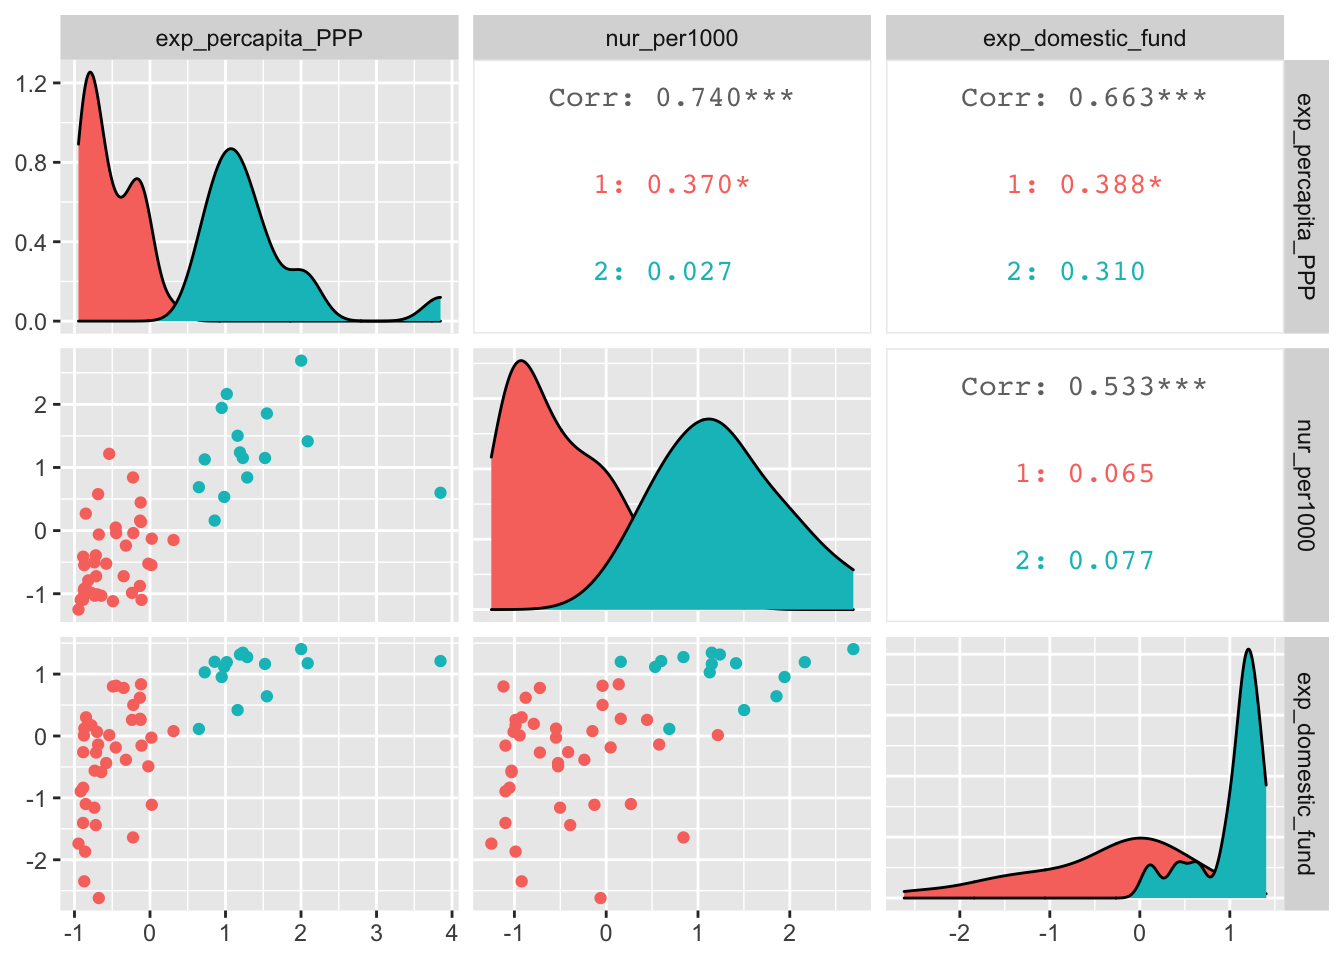 exp_percapita_PPP nur_per1000 exp_domestic_fund
1.2
0.8
0.4
0.0
Corr: 0.740***
1: 0.370*
2: 0.027
Corr: 0.663***
1: 0.388*
2: 0.310
exp_percapita_PPP
2
1
0
-1
Corr: 0.533***
1: 0.065
2: 0.077
nur_per1000
1
0
-1
-2
exp_domestic_fund
-1 0 1 2 3 4 -1 0 1 2 -2 -1 0 1